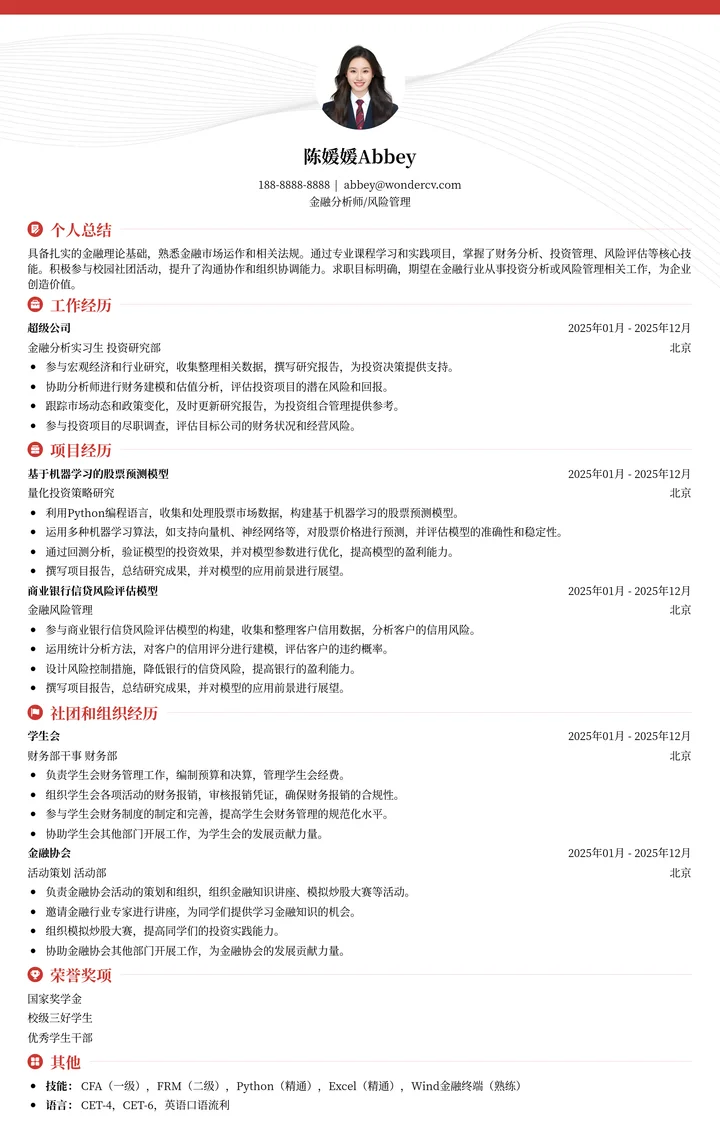 陈媛媛Abbey
188-8888-8888 | abbey@wondercv.com
金融分析师/风险管理
个人总结
具备扎实的金融理论基础，熟悉金融市场运作和相关法规。通过专业课程学习和实践项目，掌握了财务分析、投资管理、风险评估等核心技
能。积极参与校园社团活动，提升了沟通协作和组织协调能力。求职目标明确，期望在金融行业从事投资分析或风险管理相关工作，为企业
创造价值。
工作经历
超级公司 2025年01月 - 2025年12月
金融分析实习生 投资研究部 北京
• 参与宏观经济和行业研究，收集整理相关数据，撰写研究报告，为投资决策提供支持。
• 协助分析师进行财务建模和估值分析，评估投资项目的潜在风险和回报。
• 跟踪市场动态和政策变化，及时更新研究报告，为投资组合管理提供参考。
• 参与投资项目的尽职调查，评估目标公司的财务状况和经营风险。
项目经历
基于机器学习的股票预测模型 2025年01月 - 2025年12月
量化投资策略研究 北京
• 利用Python编程语言，收集和处理股票市场数据，构建基于机器学习的股票预测模型。
• 运用多种机器学习算法，如支持向量机、神经网络等，对股票价格进行预测，并评估模型的准确性和稳定性。
• 通过回测分析，验证模型的投资效果，并对模型参数进行优化，提高模型的盈利能力。
• 撰写项目报告，总结研究成果，并对模型的应用前景进行展望。
商业银行信贷风险评估模型 2025年01月 - 2025年12月
金融风险管理 北京
• 参与商业银行信贷风险评估模型的构建，收集和整理客户信用数据，分析客户的信用风险。
• 运用统计分析方法，对客户的信用评分进行建模，评估客户的违约概率。
• 设计风险控制措施，降低银行的信贷风险，提高银行的盈利能力。
• 撰写项目报告，总结研究成果，并对模型的应用前景进行展望。
社团和组织经历
学生会 2025年01月 - 2025年12月
财务部干事 财务部 北京
• 负责学生会财务管理工作，编制预算和决算，管理学生会经费。
• 组织学生会各项活动的财务报销，审核报销凭证，确保财务报销的合规性。
• 参与学生会财务制度的制定和完善，提高学生会财务管理的规范化水平。
• 协助学生会其他部门开展工作，为学生会的发展贡献力量。
金融协会 2025年01月 - 2025年12月
活动策划 活动部 北京
• 负责金融协会活动的策划和组织，组织金融知识讲座、模拟炒股大赛等活动。
• 邀请金融行业专家进行讲座，为同学们提供学习金融知识的机会。
• 组织模拟炒股大赛，提高同学们的投资实践能力。
• 协助金融协会其他部门开展工作，为金融协会的发展贡献力量。
荣誉奖项
国家奖学金
校级三好学生
优秀学生干部
其他
• 技能： CFA（一级），FRM（二级），Python（精通），Excel（精通），Wind金融终端（熟练）
• 语言： CET-4，CET-6，英语口语流利